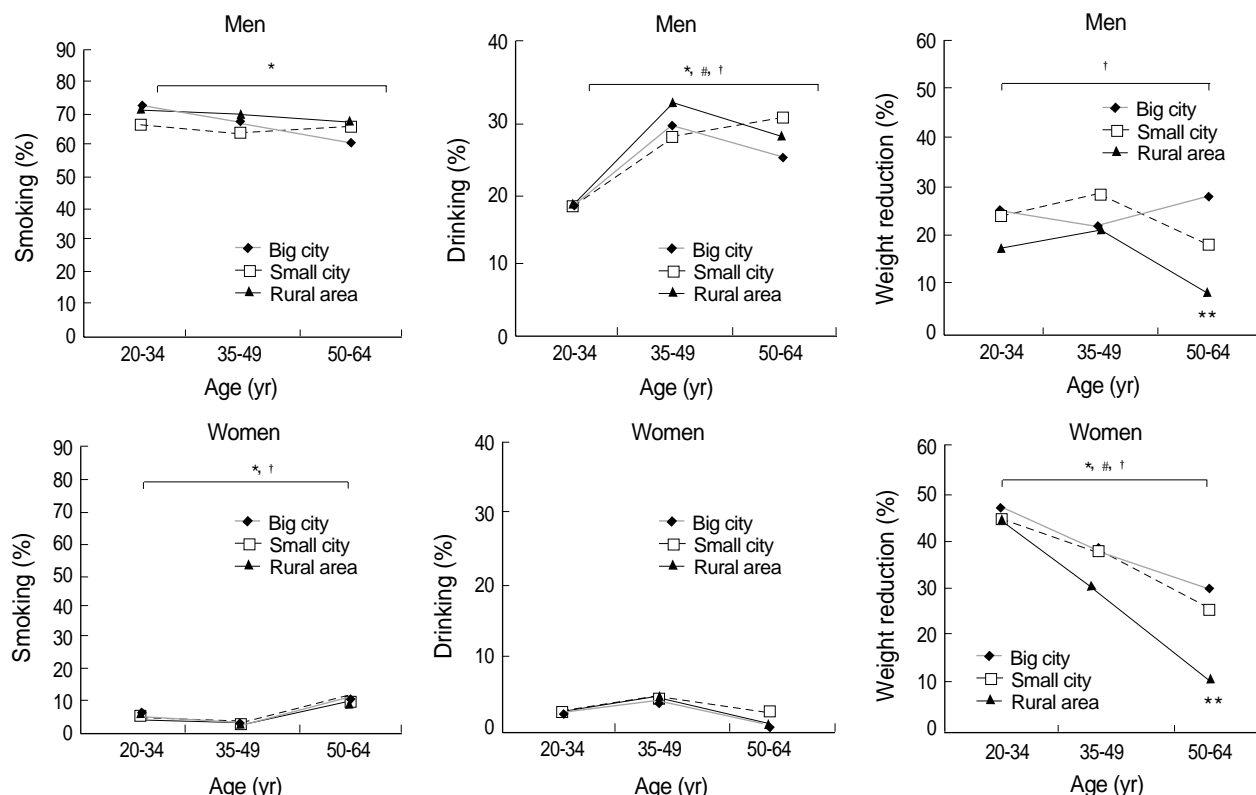 Men
Smoking (%)
90
80
70
60
50
40
30
20
10
0
*
Big city
Small city
Rural area
20-34
35-49
50-64
Age (yr)
Men
Drinking (%)
40
30
20
10
0
*, #, †
Big city
Small city
Rural area
20-34
35-49
50-64
Age (yr)
Men
Weight reduction (%)
60
50
40
30
20
10
0
†
Big city
Small city
Rural area
**
20-34
35-49
50-64
Age (yr)
Women
Smoking (%)
90
80
70
60
50
40
30
20
10
0
*, †
Big city
Small city
Rural area
20-34
35-49
50-64
Age (yr)
Women
Drinking (%)
40
30
20
10
0
Big city
Small city
Rural area
20-34
35-49
50-64
Age (yr)
Women
Weight reduction (%)
60
50
40
30
20
10
0
*, #, †
Big city
Small city
Rural area
**
20-34
35-49
50-64
Age (yr)